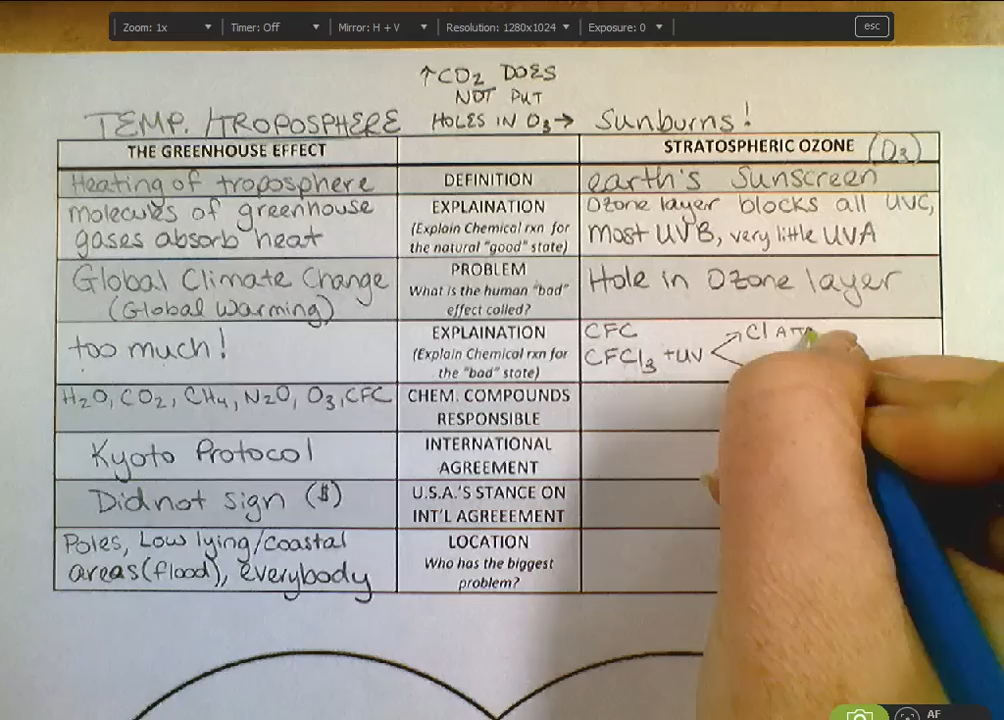 Zoom: 1x Timer: Off Mirror: H + V Resolution: 1280x1024 Exposure: 0 esc
↑CO2 DOES
NOT PUT
TEMP./TROPOSPHERE HOLES IN O3→ Sunburns!
THE GREENHOUSE EFFECT STRATOSPHERIC OZONE (O3)
Heating of troposphere DEFINITION earth's Sunscreen
molecules of greenhouse EXPLAINATION Ozone layer blocks all UVC,
gases absorb heat (Explain Chemical rxn for most UVB, very little UVA
the natural "good" state)
Global Climate Change PROBLEM Hole in Ozone layer
(Global Warming) What is the human "bad"
effect called?
too much! EXPLAINATION CFC Cl AT
(Explain Chemical rxn for CFCl3 +UV
the "bad" state)
H2O, CO2, CH4, N2O, O3, CFC CHEM. COMPOUNDS
RESPONSIBLE
Kyoto Protocol INTERNATIONAL
AGREEMENT
Did not sign ($) U.S.A.'S STANCE ON
INT'L AGREEEMENT
Poles, Low lying/coastal LOCATION
areas(flood), everybody Who has the biggest
problem?
AF